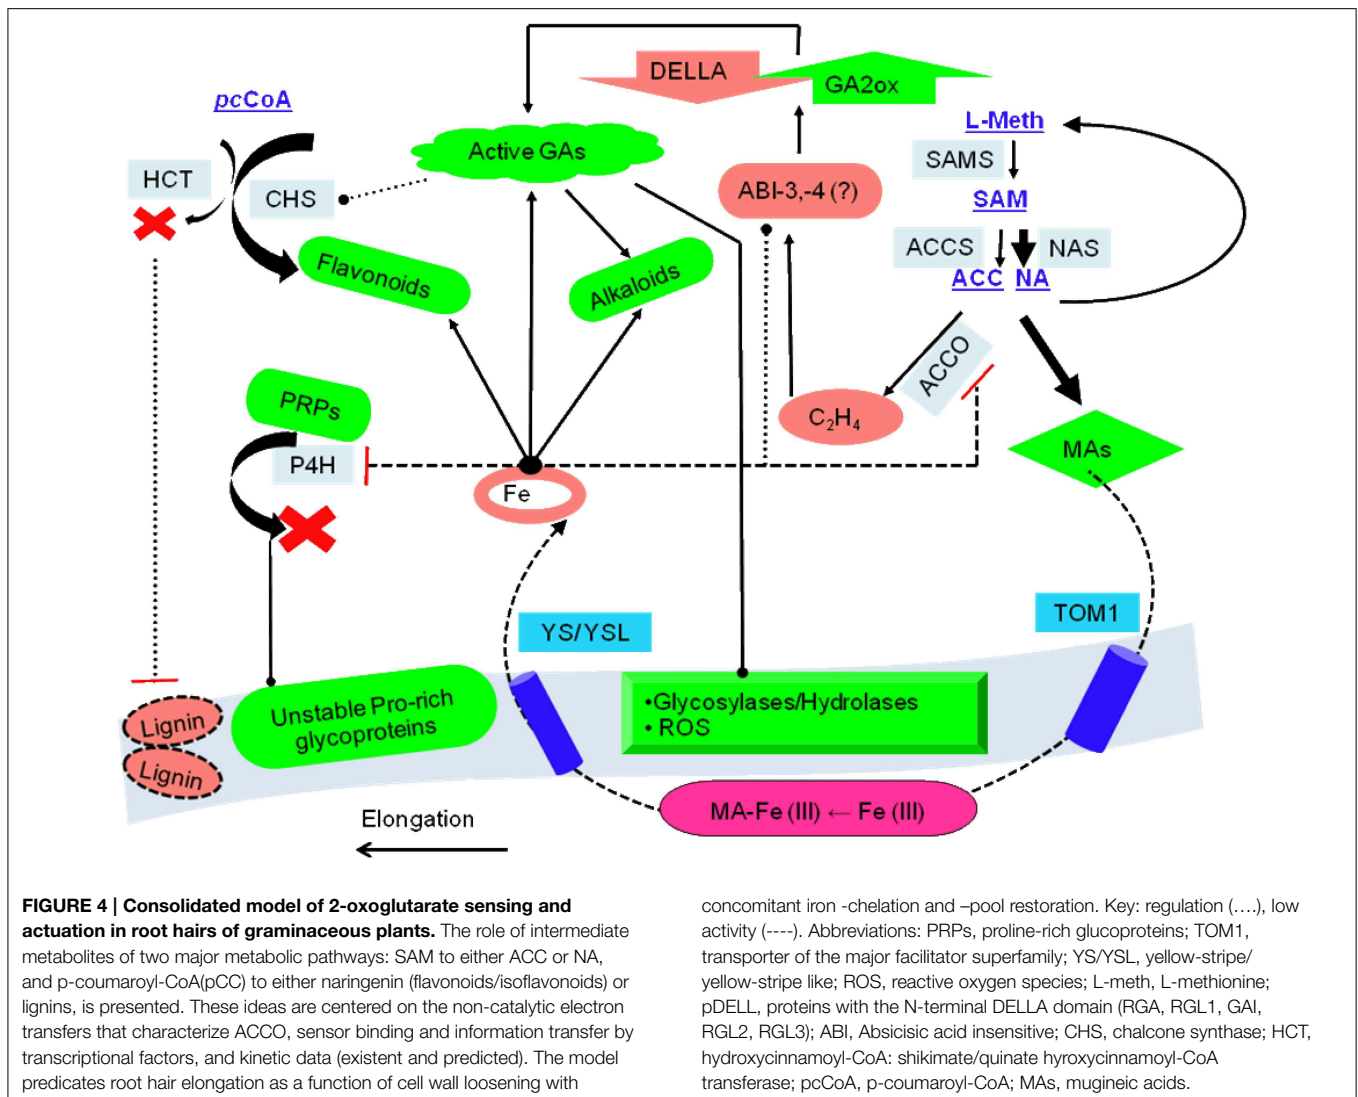 DELLA
GA2ox
pcCoA
L-Meth
Active GAs
SAMS
HCT
ABI-3,-4 (?)
CHS
SAM
ACCS
NAS
Flavonoids
Alkaloids
ACC NA
ACCO
PRPs
C2H4
MAs
P4H
Fe
TOM1
YS/YSL
Lignin
Unstable Pro-rich
glycoproteins
•Glycosylases/Hydrolases
• ROS
Lignin
MA-Fe (III) ← Fe (III)
Elongation
FIGURE 4 | Consolidated model of 2-oxoglutarate sensing and
actuation in root hairs of graminaceous plants. The role of intermediate
metabolites of two major metabolic pathways: SAM to either ACC or NA,
and p-coumaroyl-CoA(pCC) to either naringenin (flavonoids/isoflavonoids) or
lignins, is presented. These ideas are centered on the non-catalytic electron
transfers that characterize ACCO, sensor binding and information transfer by
transcriptional factors, and kinetic data (existent and predicted). The model
predicates root hair elongation as a function of cell wall loosening with
concomitant iron -chelation and –pool restoration. Key: regulation (....), low
activity (----). Abbreviations: PRPs, proline-rich glucoproteins; TOM1,
transporter of the major facilitator superfamily; YS/YSL, yellow-stripe/
yellow-stripe like; ROS, reactive oxygen species; L-meth, L-methionine;
pDELL, proteins with the N-terminal DELLA domain (RGA, RGL1, GAI,
RGL2, RGL3); ABI, Absicisic acid insensitive; CHS, chalcone synthase; HCT,
hydroxycinnamoyl-CoA: shikimate/quinate hyroxycinnamoyl-CoA
transferase; pcCoA, p-coumaroyl-CoA; MAs, mugineic acids.